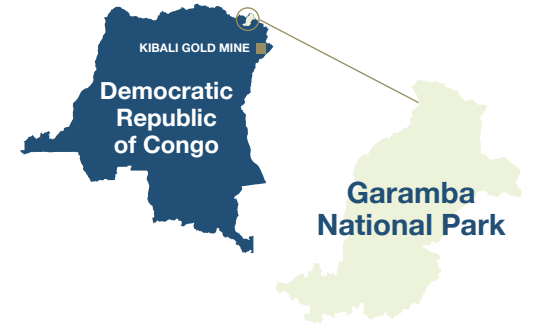 KIBALI GOLD MINE
Democratic
Republic
of Congo
Garamba
National Park